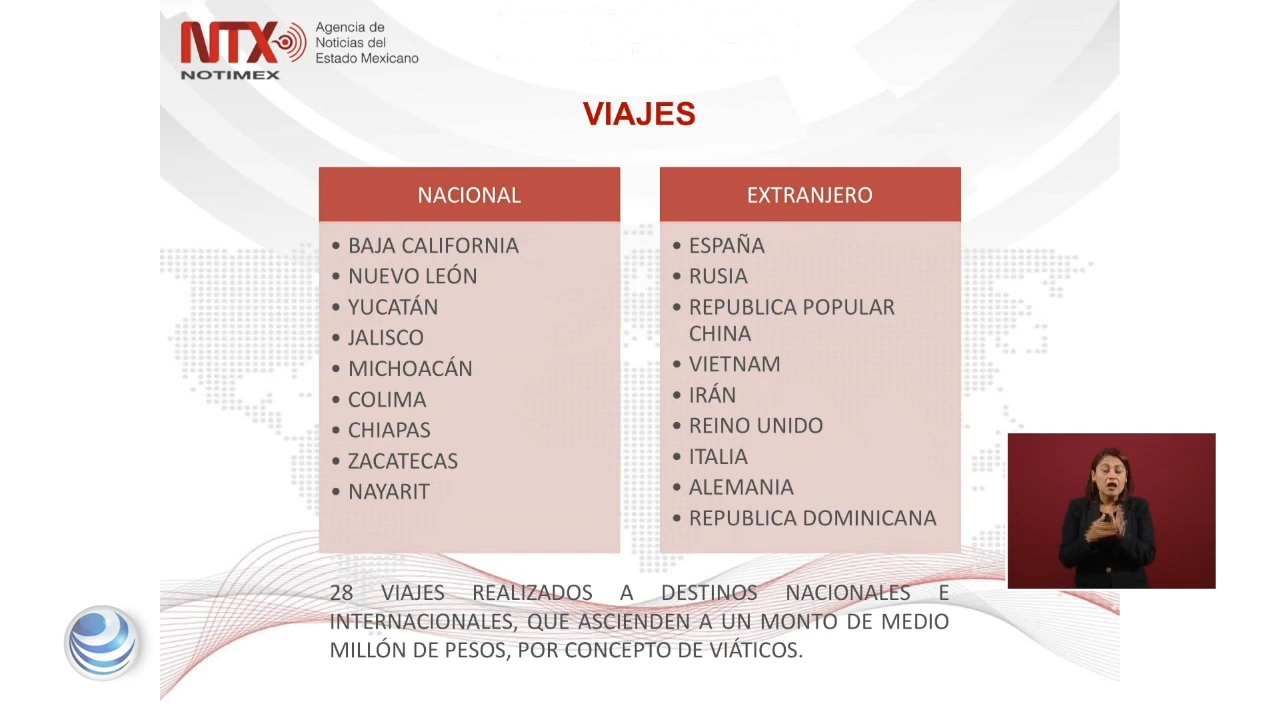 NTX
NOTIMEX
Agencia de
Noticias del
Estado Mexicano
VIAJES
NACIONAL
• BAJA CALIFORNIA
• NUEVO LEÓN
• YUCATÁN
• JALISCO
• MICHOACÁN
• COLIMA
• CHIAPAS
• ZACATECAS
• NAYARIT
EXTRANJERO
• ESPAÑA
• RUSIA
• REPUBLICA POPULAR
CHINA
• VIETNAM
• IRÁN
• REINO UNIDO
• ITALIA
• ALEMANIA
• REPUBLICA DOMINICANA
28 VIAJES REALIZADOS A DESTINOS NACIONALES E
INTERNACIONALES, QUE ASCIENDEN A UN MONTO DE MEDIO
MILLÓN DE PESOS, POR CONCEPTO DE VIÁTICOS.